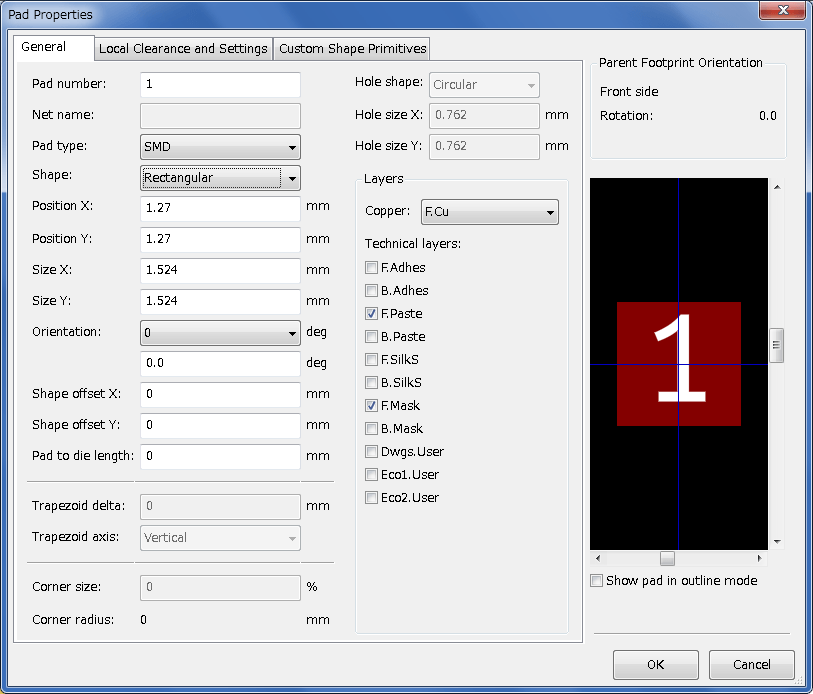 Pad Properties
General
Local Clearance and Settings
Custom Shape Primitives
Pad number: 1
Net name:
Pad type: SMD
Shape: Rectangular
Position X: 1.27 mm
Position Y: 1.27 mm
Size X: 1.524 mm
Size Y: 1.524 mm
Orientation: 0 deg
0.0 deg
Shape offset X: 0 mm
Shape offset Y: 0 mm
Pad to die length: 0 mm
Trapezoid delta: 0 mm
Trapezoid axis: Vertical
Corner size: 0 %
Corner radius: 0 mm
Hole shape: Circular
Hole size X: 0.762 mm
Hole size Y: 0.762 mm
Layers
Copper: F.Cu
Technical layers:
F.Adhes
B.Adhes
F.Paste
B.Paste
F.SilkS
B.SilkS
F.Mask
B.Mask
Dwgs.User
Eco1.User
Eco2.User
Parent Footprint Orientation
Front side
Rotation: 0.0
1
Show pad in outline mode
OK
Cancel